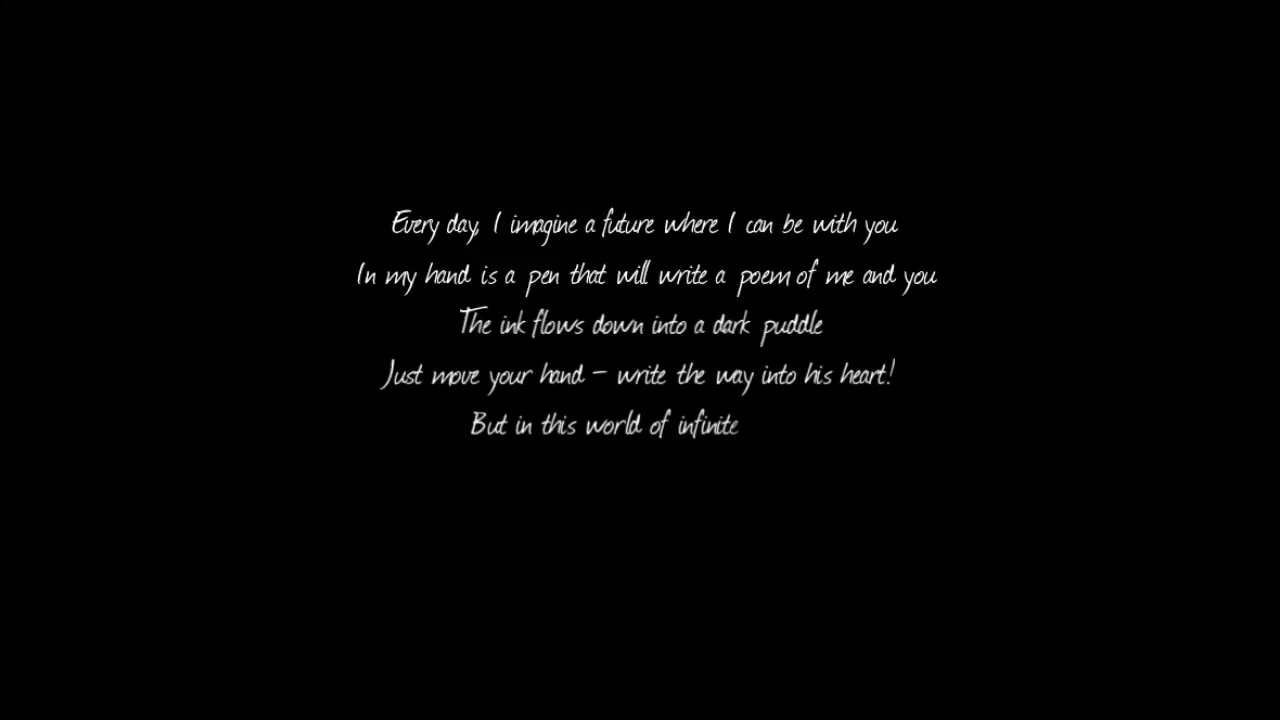 Every day, I imagine a future where I can be with you
In my hand is a pen that will write a poem of me and you
The ink flows down into a dark puddle
Just move your hand – write the way into his heart!
But in this world of infinite